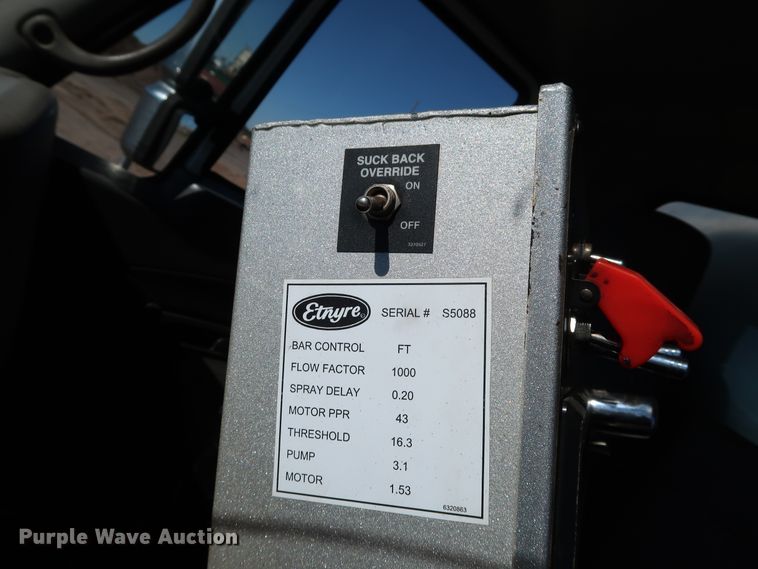 SUCK BACK
OVERRIDE
ON
OFF
Etnyre SERIAL # S5088
BAR CONTROL FT
FLOW FACTOR 1000
SPRAY DELAY 0.20
MOTOR PPR 43
THRESHOLD 16.3
PUMP 3.1
MOTOR 1.53
6320863
Purple Wave Auction